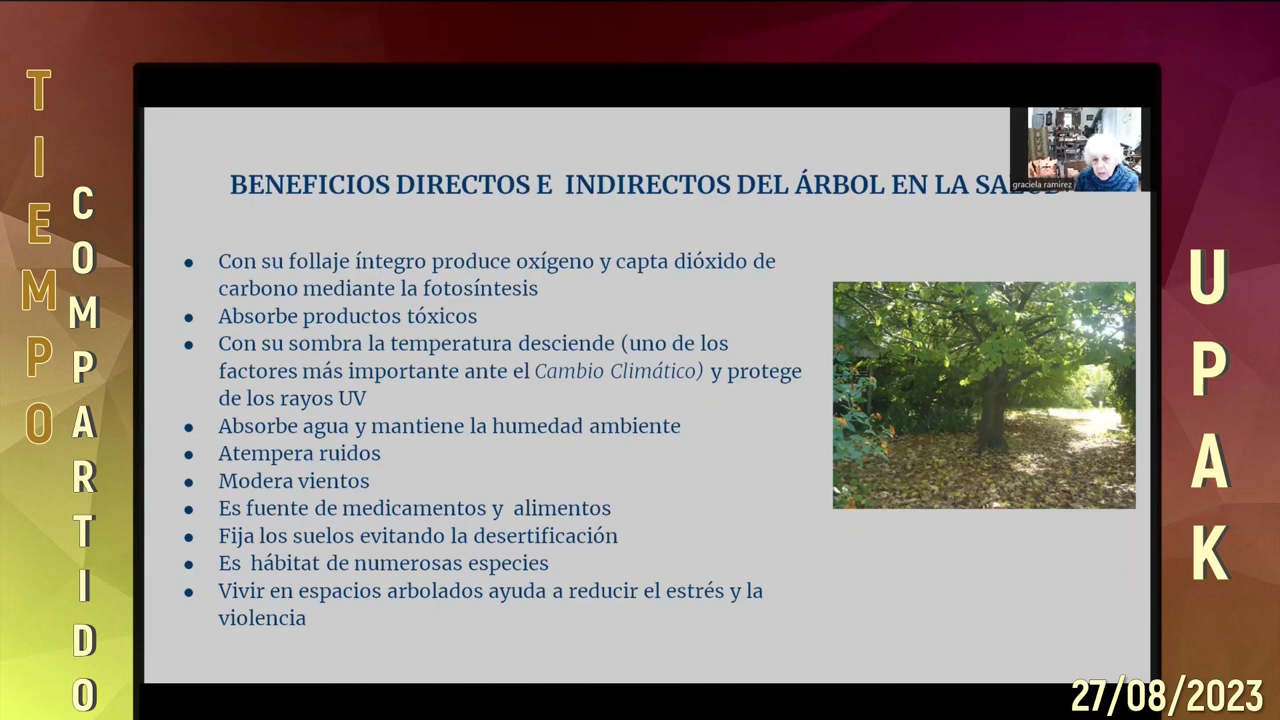 TIEMPO
COMPARTIDO
graciela ramirez
BENEFICIOS DIRECTOS E INDIRECTOS DEL ÁRBOL EN LA
● Con su follaje íntegro produce oxígeno y capta dióxido de
carbono mediante la fotosíntesis
● Absorbe productos tóxicos
● Con su sombra la temperatura desciende (uno de los
factores más importante ante el Cambio Climático) y protege
de los rayos UV
● Absorbe agua y mantiene la humedad ambiente
● Atempera ruidos
● Modera vientos
● Es fuente de medicamentos y alimentos
● Fija los suelos evitando la desertificación
● Es hábitat de numerosas especies
● Vivir en espacios arbolados ayuda a reducir el estrés y la
violencia
UPAK
27/08/2023